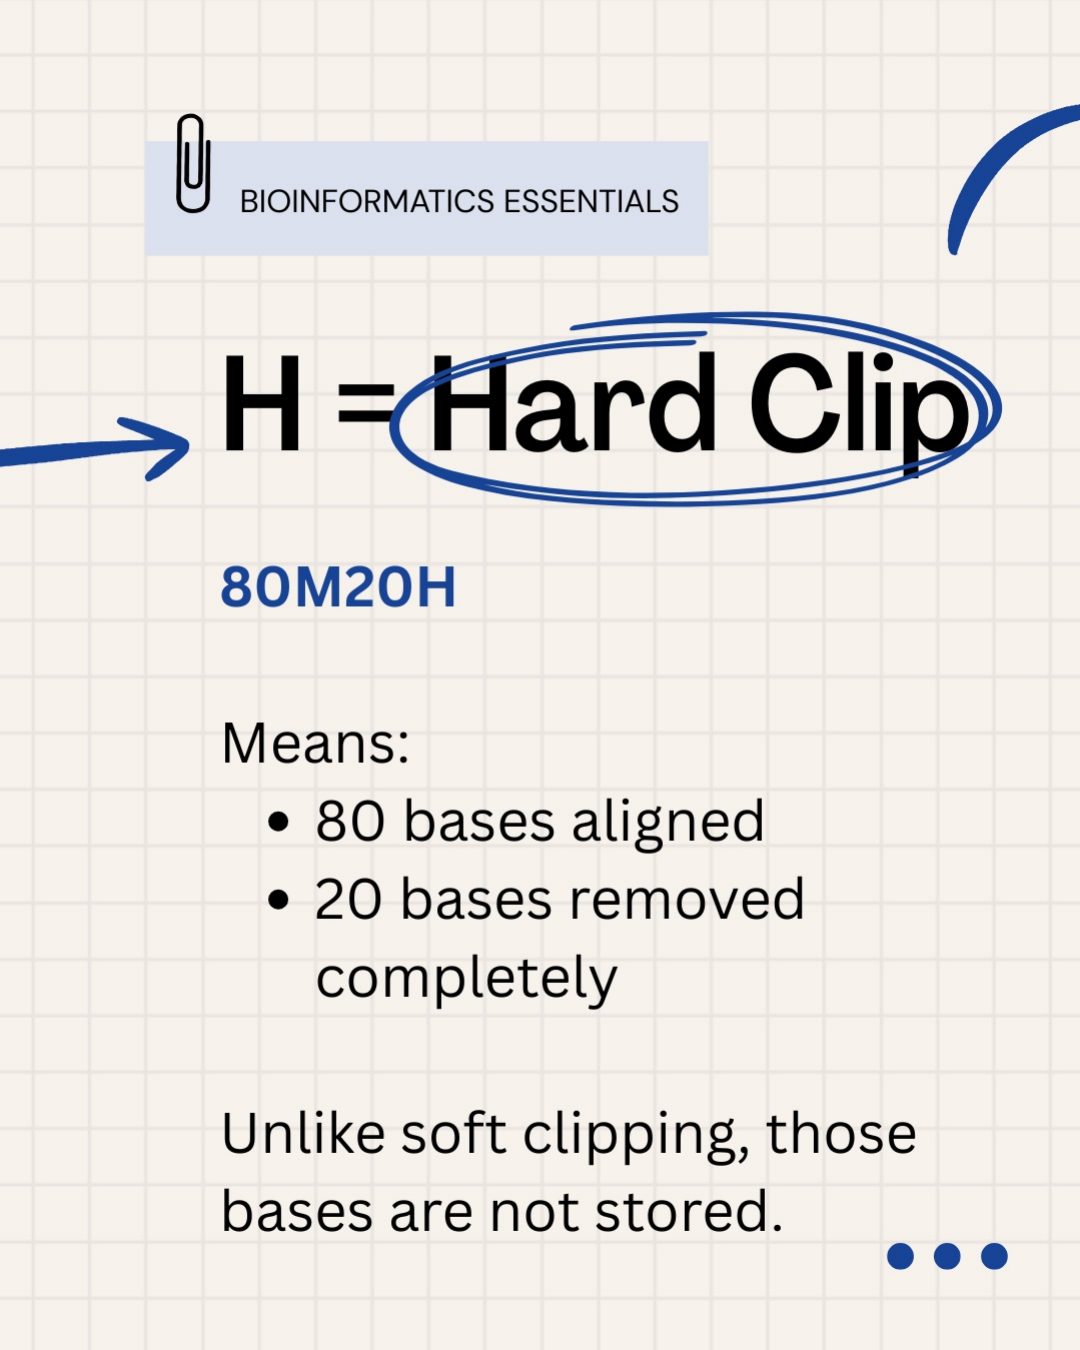 BIOINFORMATICS ESSENTIALS
H = Hard Clip
80M20H
Means:
• 80 bases aligned
• 20 bases removed
completely
Unlike soft clipping, those
bases are not stored.